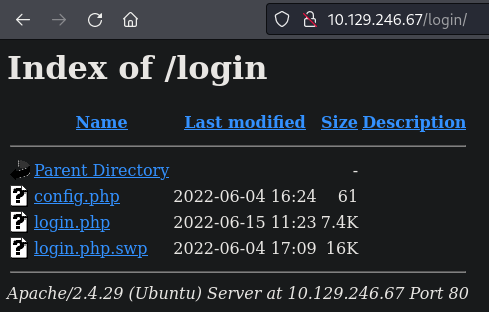 10.129.246.67/login/
Index of /login
Name Last modified Size Description
Parent Directory -
config.php 2022-06-04 16:24 61
login.php 2022-06-15 11:23 7.4K
login.php.swp 2022-06-04 17:09 16K
Apache/2.4.29 (Ubuntu) Server at 10.129.246.67 Port 80